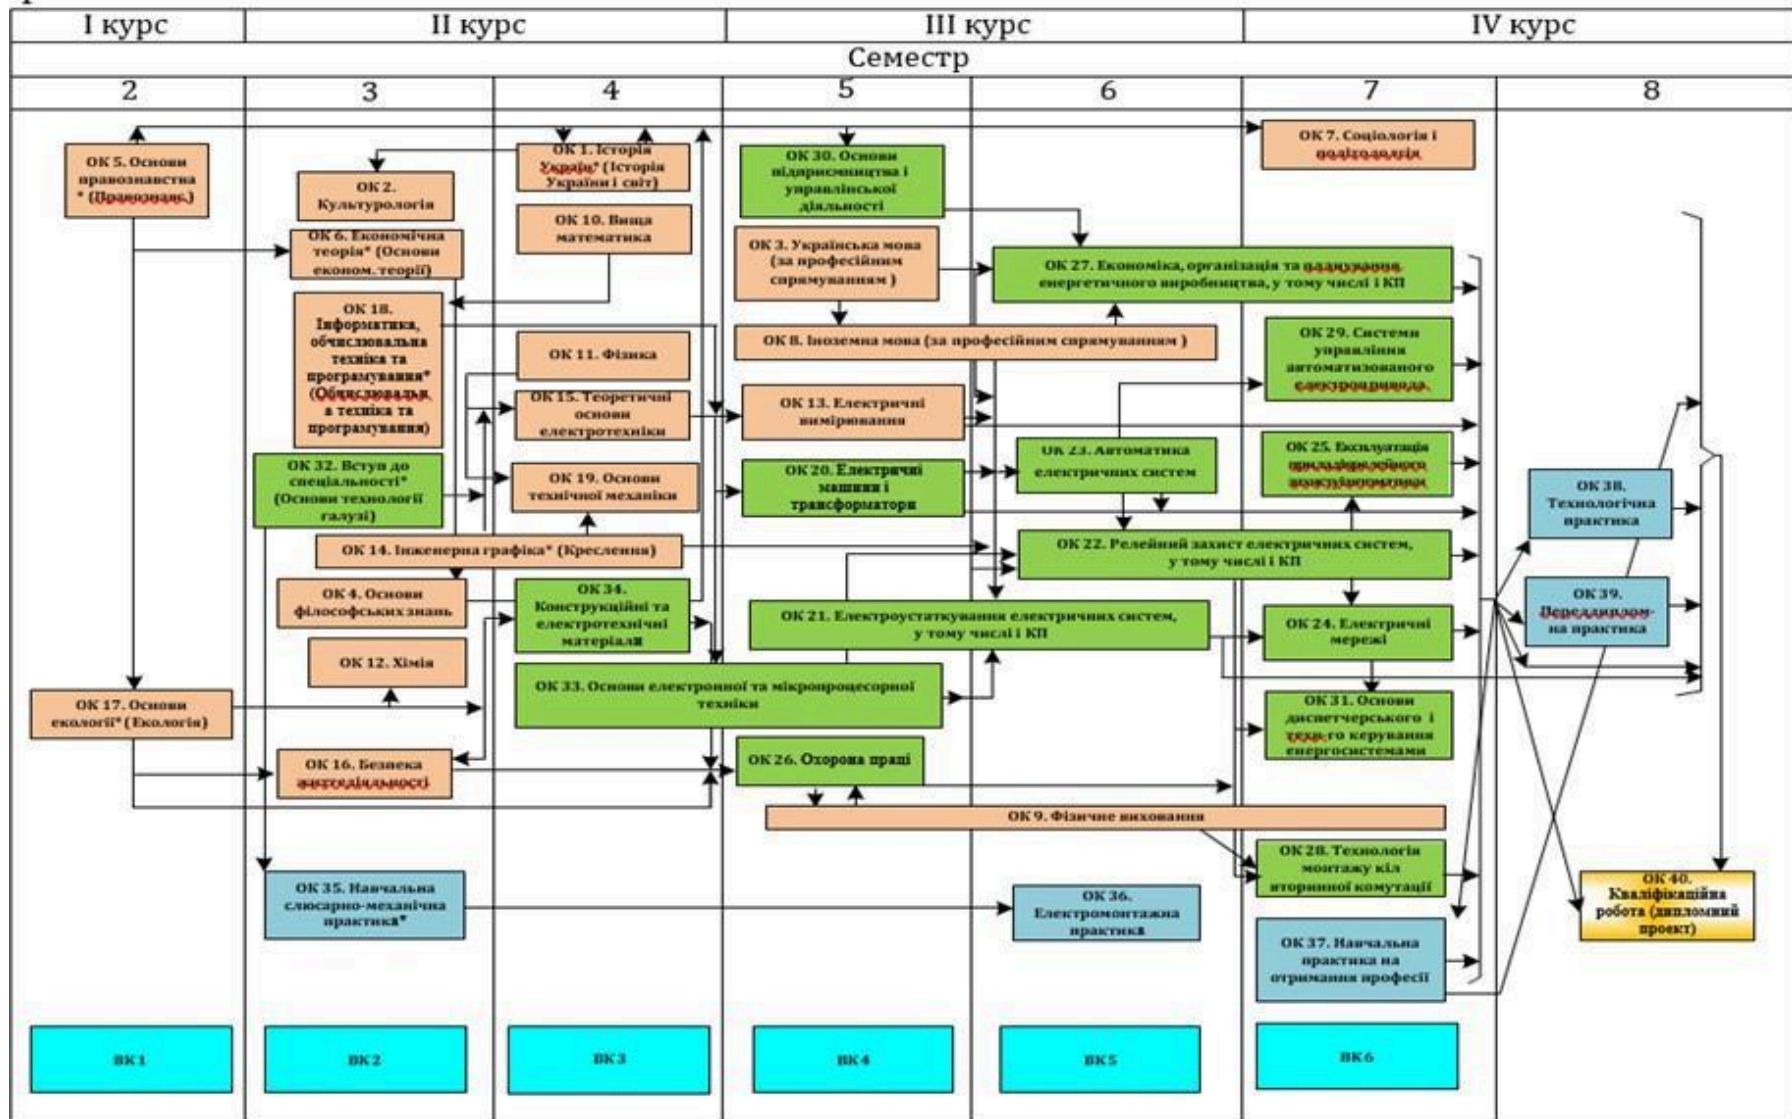 I курс
II курс
III курс
IV курс
Семестр
2
3
4
5
6
7
8
ОК 5. Основи
правознавства
* (Правознавс.)
ОК 17. Основи
екології* (Екологія)
ОК 2.
Культурологія
ОК 6. Економічна
теорія* (Основи
економ. теорії)
ОК 18.
Інформатика,
обчислювальна
техніка та
програмування*
(Обчислювальн
а техніка та
програмування)
ОК 32. Вступ до
спеціальності*
(Основи технології
галузі)
ОК 14. Інженерна графіка* (Креслення)
ОК 4. Основи
філософських знань
ОК 12. Хімія
ОК 16. Безпека
життєдіяльності
ОК 35. Навчальна
слюсарно-механічна
практика*
ОК 1. Історія
Україн* (Історія
України і світ)
ОК 10. Вища
математика
ОК 11. Фізика
ОК 15. Теоретичні
основи
електротехніки
ОК 19. Основи
технічної механіки
ОК 34.
Конструкційні та
електротехнічні
матеріали
ОК 33. Основи електронної та мікропроцесорної
техніки
ОК 30. Основи
підприємництва і
управлінської
діяльності
ОК 3. Українська мова
(за професійним
спрямуванням )
ОК 8. Іноземна мова (за професійним спрямуванням )
ОК 13. Електричні
вимірювання
ОК 20. Електричні
машини і
трансформатори
ОК 21. Електроустаткування електричних систем,
у тому числі і КП
ОК 26. Охорона праці
ОК 9. Фізичне виховання
ОК 27. Економіка, організація та планування
енергетичного виробництва, у тому числі і КП
ОК 23. Автоматика
електричних систем
ОК 22. Релейний захист електричних систем,
у тому числі і КП
ОК 36.
Електромонтажна
практика
ОК 7. Соціологія і
політологія
ОК 29. Системи
управління
автоматизованого
електропривода
ОК 25. Експлуатація
ОК 24. Електричні
мережі
ОК 31. Основи
диспетчерського і
техн-го керування
енергосистемами
ОК 28. Технологія
монтажу кіл
вторинної комутації
ОК 37. Навчальна
практика на
отримання професії
ОК 38.
Технологічна
практика
ОК 39.
Переддиплом-
на практика
ОК 40.
Кваліфікаційна
робота (дипломний
проект)
ВК 1
ВК 2
ВК 3
ВК 4
ВК 5
ВК 6